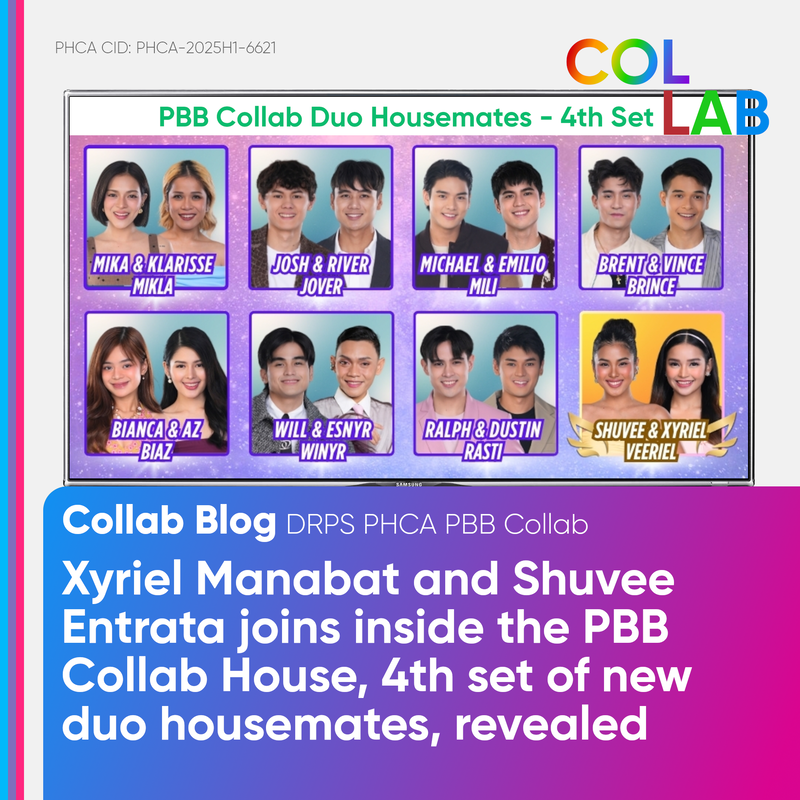 PHCA CID: PHCA-2025H1-6621
COL
LAB
PBB Collab Duo Housemates - 4th Set
MIKA & KLARISSE
MIKLA
JOSH & RIVER
JOVER
MICHAEL & EMILIO
MILI
BRENT & VINCE
BRINCE
BIANCA & AZ
BIAZ
WILL & ESNYR
WINYR
RALPH & DUSTIN
RASTI
SHUVEE & XYRIEL
VEERIEL
SAMSUNG
Collab Blog DRPS PHCA PBB Collab
Xyriel Manabat and Shuvee
Entrata joins inside the PBB
Collab House, 4th set of new
duo housemates, revealed